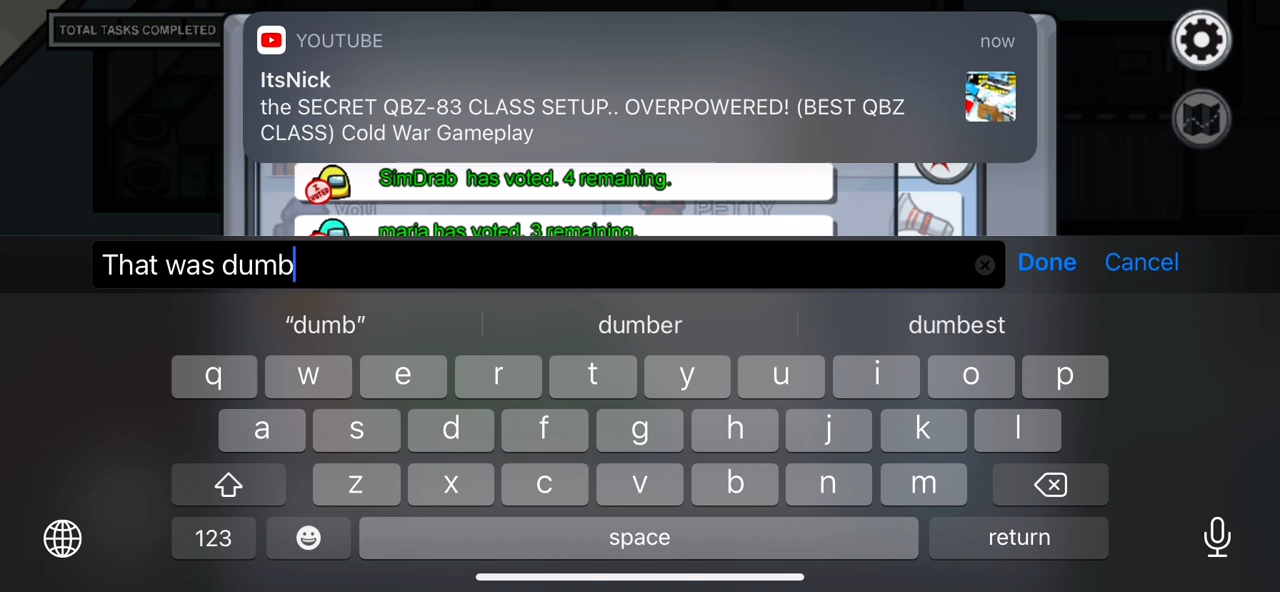 TOTAL TASKS COMPLETED
YOUTUBE
now
ItsNick
the SECRET QBZ-83 CLASS SETUP.. OVERPOWERED! (BEST QBZ
CLASS) Cold War Gameplay
SimDrab has voted. 4 remaining.
YOU PETTY
maria has voted. 3 remaining.
That was dumb
Done Cancel
“dumb” dumber dumbest
q w e r t y u i o p
a s d f g h j k l
z x c v b n m
123 space return